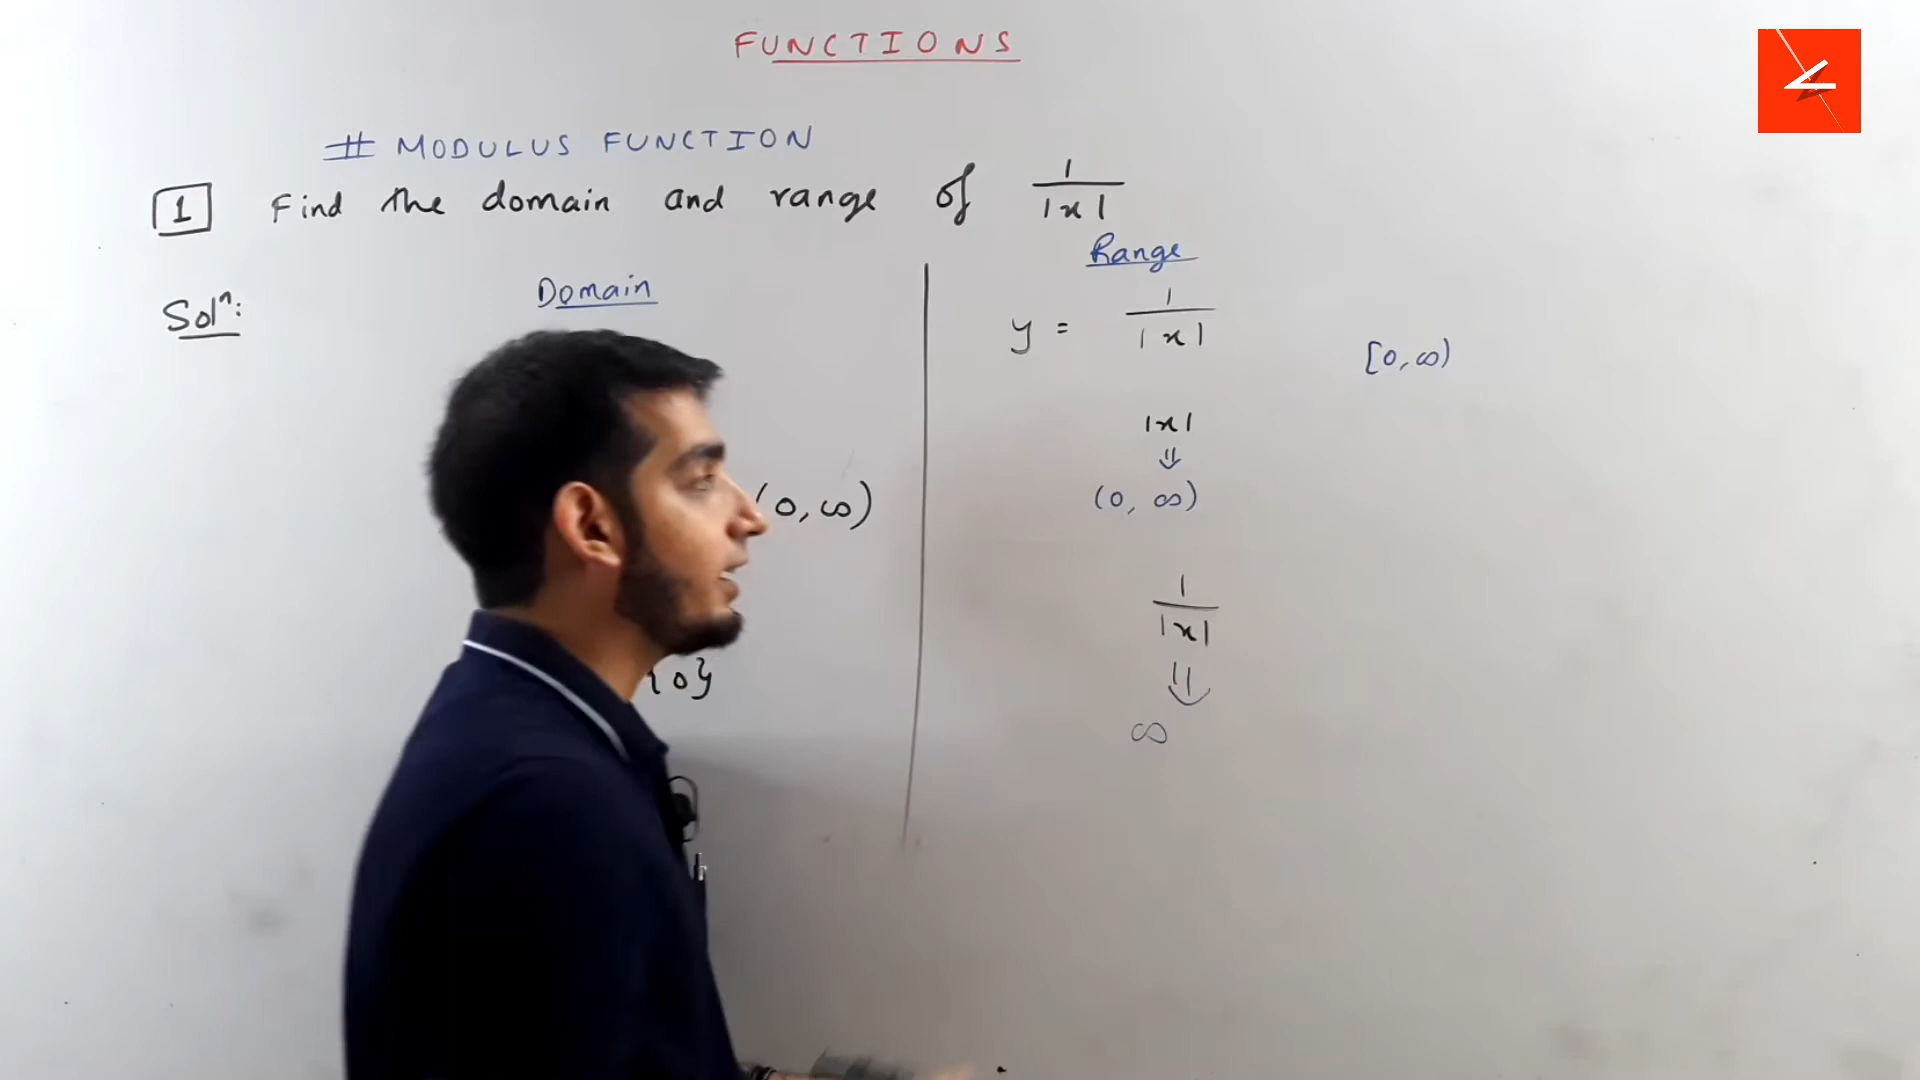 FUNCTIONS
# MODULUS FUNCTION
1 Find the domain and range of 1/|x|
Solⁿ:
Domain
(0, ∞)
{0}
Range
y = 1/|x|
[0, ∞)
|x|
⇓
(0, ∞)
1/|x|
⇓
∞